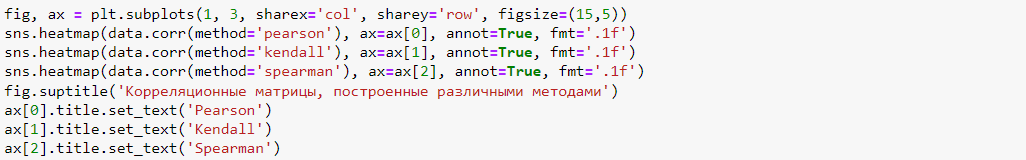 fig, ax = plt.subplots(1, 3, sharex='col', sharey='row', figsize=(15,5))
sns.heatmap(data.corr(method='pearson'), ax=ax[0], annot=True, fmt='.1f')
sns.heatmap(data.corr(method='kendall'), ax=ax[1], annot=True, fmt='.1f')
sns.heatmap(data.corr(method='spearman'), ax=ax[2], annot=True, fmt='.1f')
fig.suptitle('Корреляционные матрицы, построенные различными методами')
ax[0].title.set_text('Pearson')
ax[1].title.set_text('Kendall')
ax[2].title.set_text('Spearman')